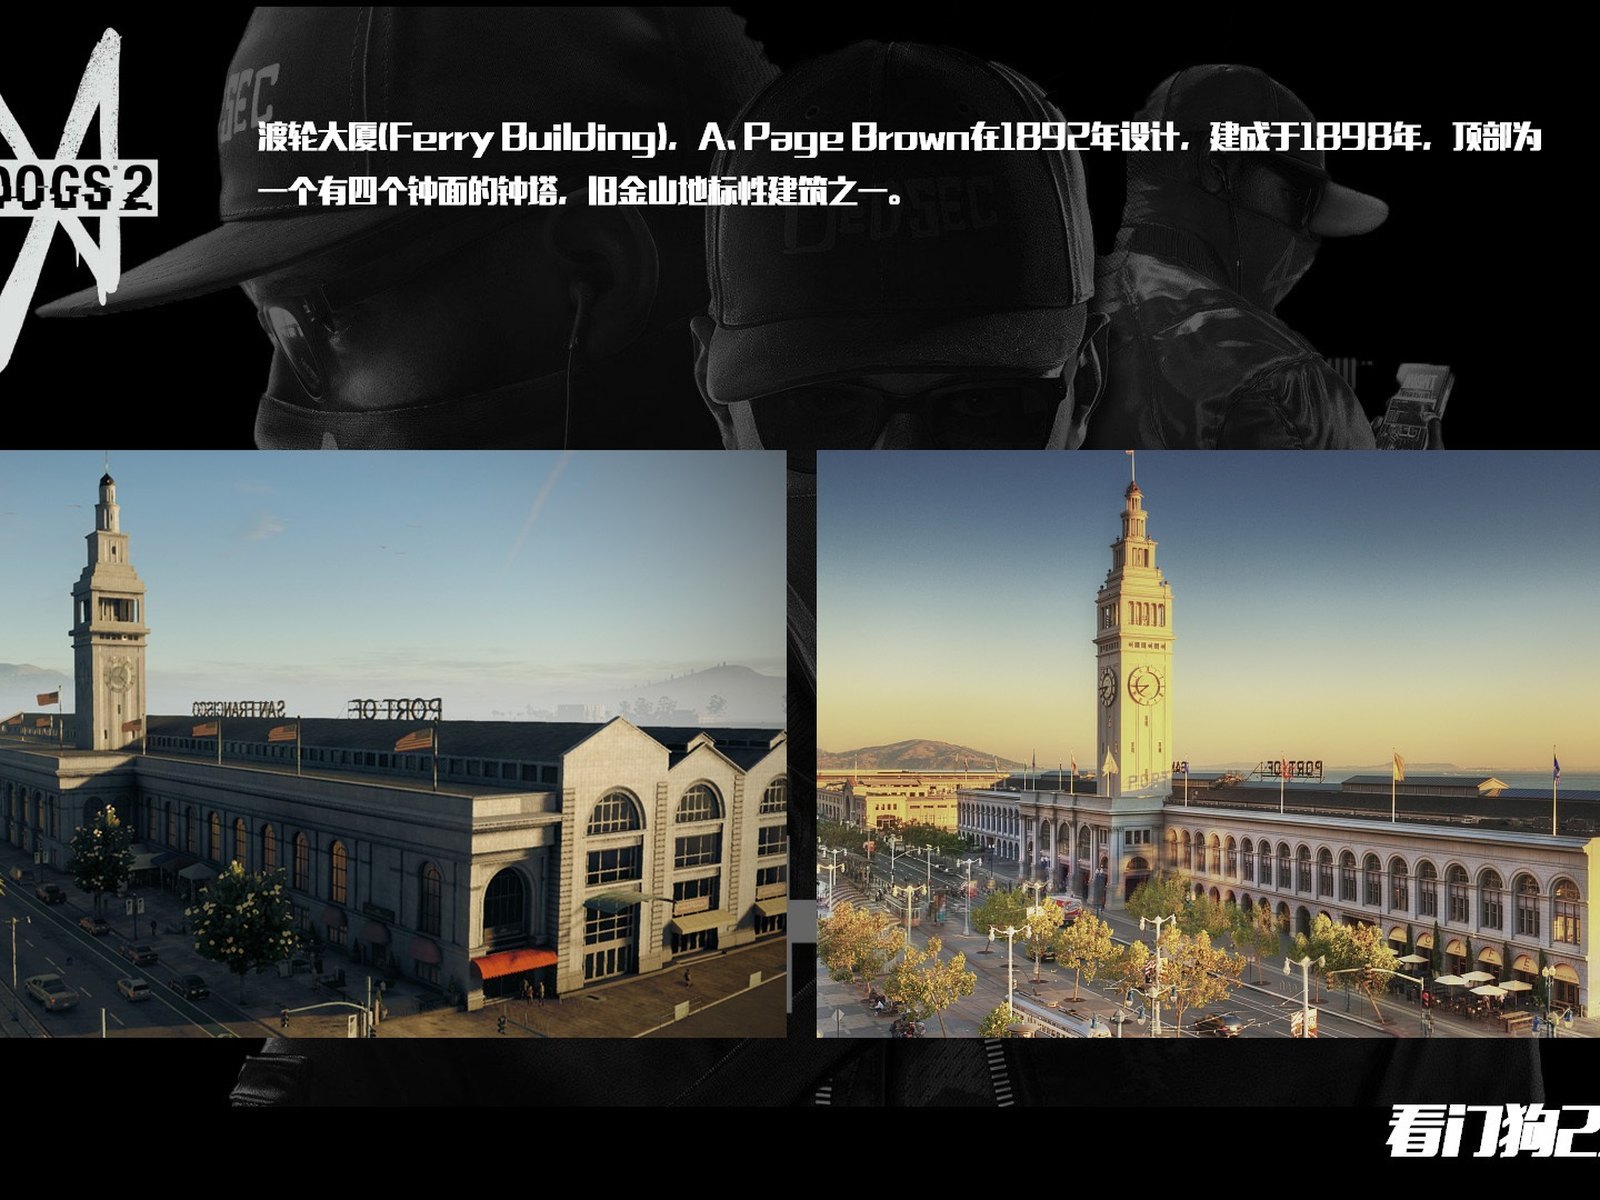 DOGS 2
SEC
DEDSEC
渡轮大厦(Ferry Building)，A、Page Brown在1892年设计，建成于1898年，顶部为
一个有四个钟面的钟塔，旧金山地标性建筑之一。
SAN FRANCISCO
PORT OF
PORT OF
看门狗2